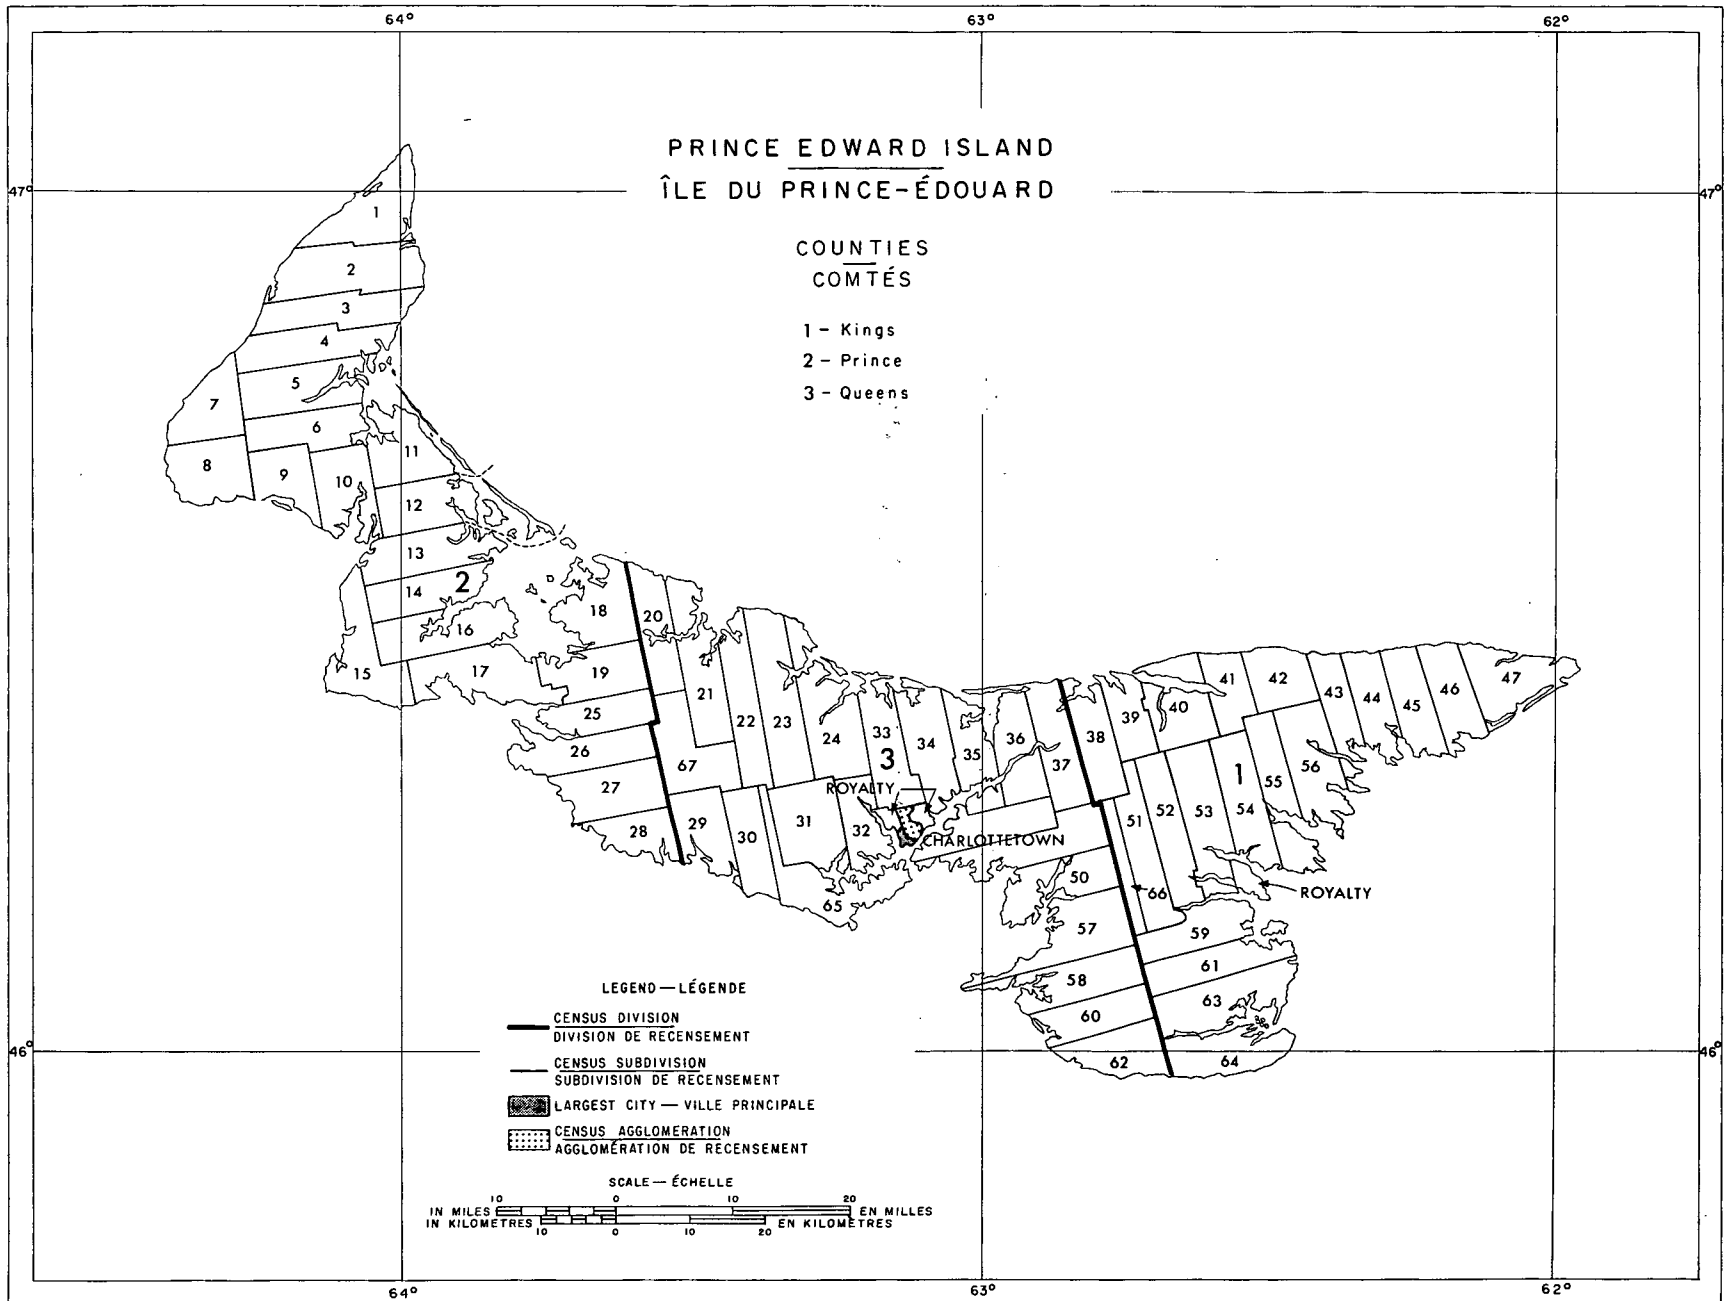 64° 63° 62°
PRINCE EDWARD ISLAND
47° 47°
ÎLE DU PRINCE-ÉDOUARD
1
COUNTIES
2
COMTÉS
3
1 - Kings
4
2 - Prince
5
3 - Queens
7
6
11
8 9 10
12
13
2
14
18 20
16
15 17 19
21
25
22 23
24
33
34
35
36
37
38
39
40
41
42
43
44
45
46
47
26
67
3
27
1
55
56
ROYALTY
28
29
30
31
32
CHARLOTTETOWN
51
52
53
54
50
66
ROYALTY
65
57
59
58
61
LEGEND — LÉGENDE
60
63
CENSUS DIVISION
DIVISION DE RECENSEMENT
46° 46°
62 64
CENSUS SUBDIVISION
SUBDIVISION DE RECENSEMENT
LARGEST CITY — VILLE PRINCIPALE
CENSUS AGGLOMERATION
AGGLOMÉRATION DE RECENSEMENT
SCALE — ÉCHELLE
10 0 10 20
IN MILES EN MILLES
IN KILOMETRES EN KILOMÈTRES
10 0 10 20
64° 63° 62°